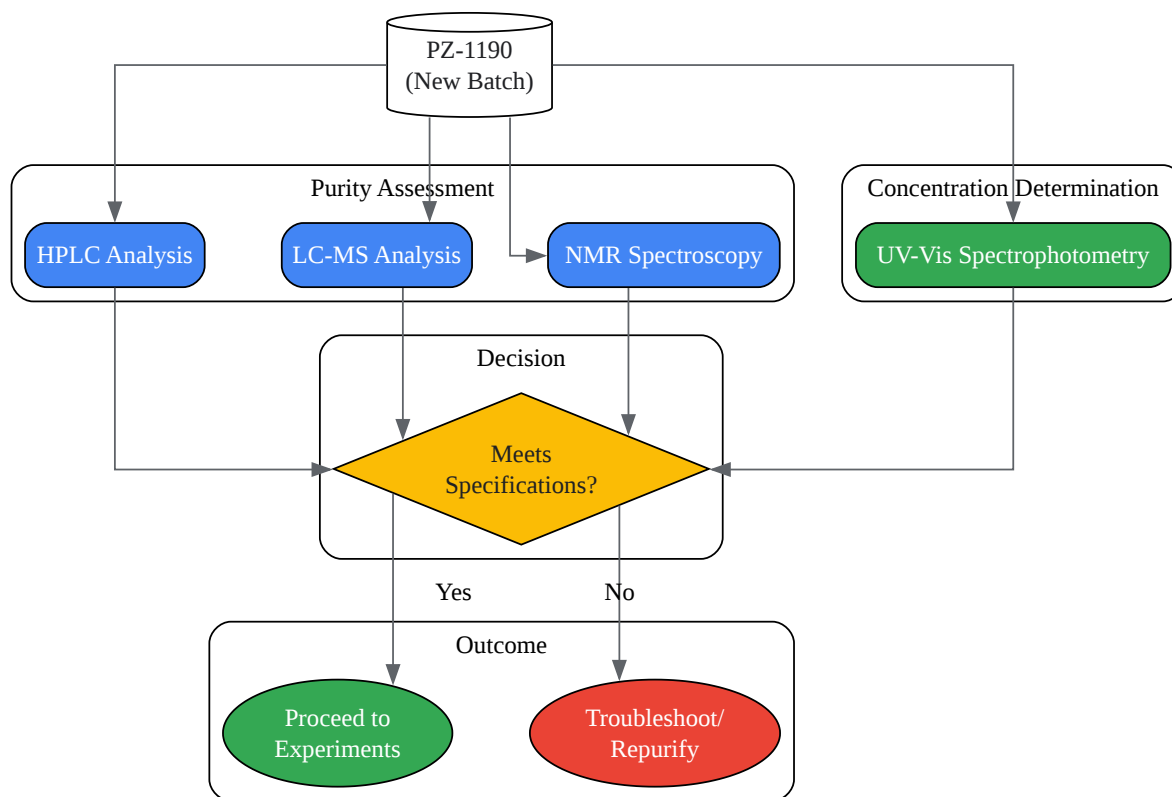 PZ-1190
(New Batch)
Purity Assessment
Concentration Determination
HPLC Analysis
LC-MS Analysis
NMR Spectroscopy
UV-Vis Spectrophotometry
Decision
Meets
Specifications?
Yes
No
Outcome
Proceed to
Experiments
Troubleshoot/
Repurify